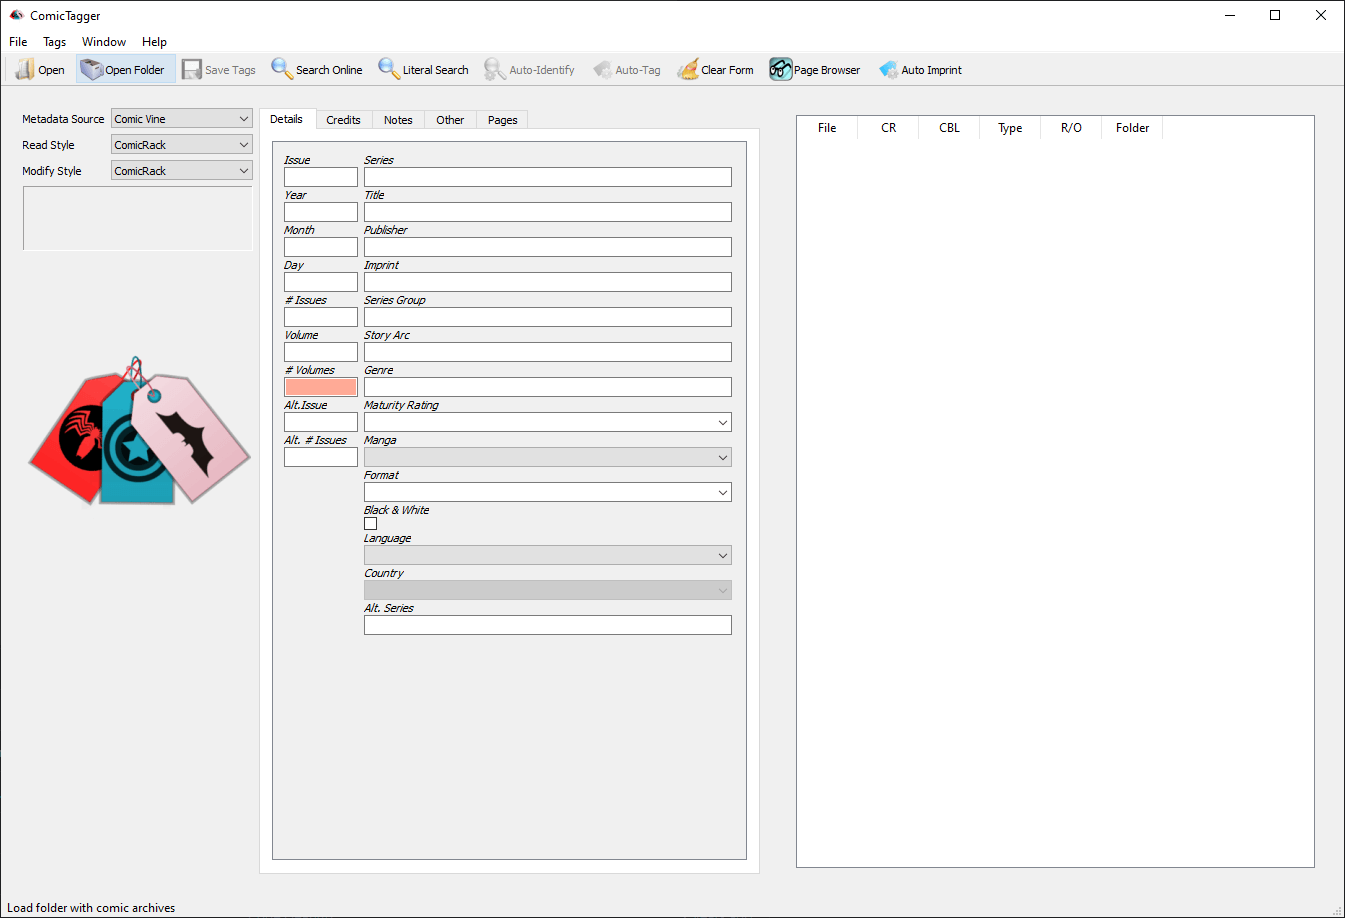 ComicTagger
File Tags Window Help
Open Open Folder Save Tags Search Online Literal Search Auto-Identify Auto-Tag Clear Form Page Browser Auto Imprint
Metadata Source Comic Vine
Read Style ComicRack
Modify Style ComicRack
Details Credits Notes Other Pages
Issue Series
Year Title
Month Publisher
Day Imprint
# Issues Series Group
Volume Story Arc
# Volumes Genre
Alt.Issue Maturity Rating
Alt. # Issues Manga
Format
Black & White
Language
Country
Alt. Series
File CR CBL Type R/O Folder
Load folder with comic archives